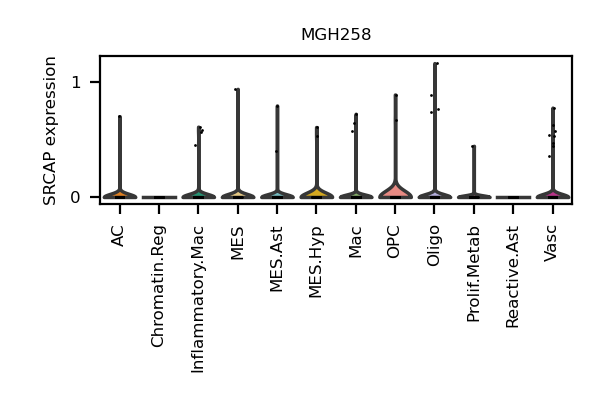 MGH258
SRCAP expression
1
0
AC
Chromatin.Reg
Inflammatory.Mac
MES
MES.Ast
MES.Hyp
Mac
OPC
Oligo
Prolif.Metab
Reactive.Ast
Vasc